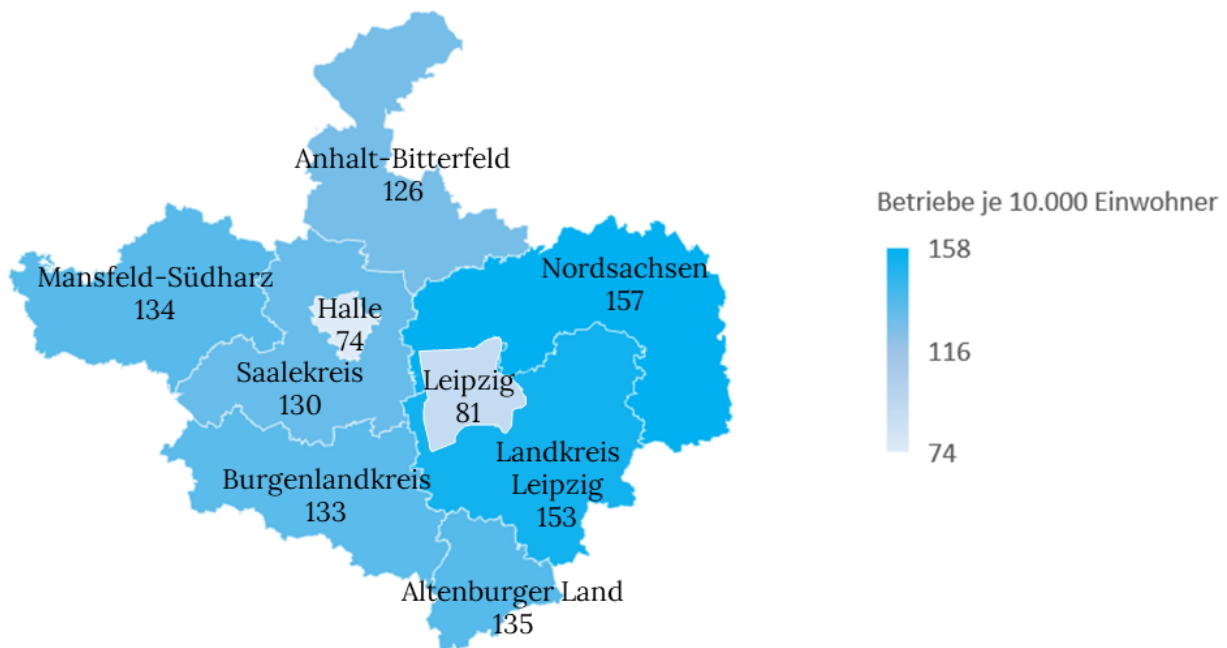 Anhalt-Bitterfeld
126
Betriebe je 10.000 Einwohner
158
116
74
Mansfeld-Südharz
134
Nordsachsen
157
Halle
74
Saalekreis
130
Leipzig
81
Landkreis
Leipzig
153
Burgenlandkreis
133
Altenburger Land
135